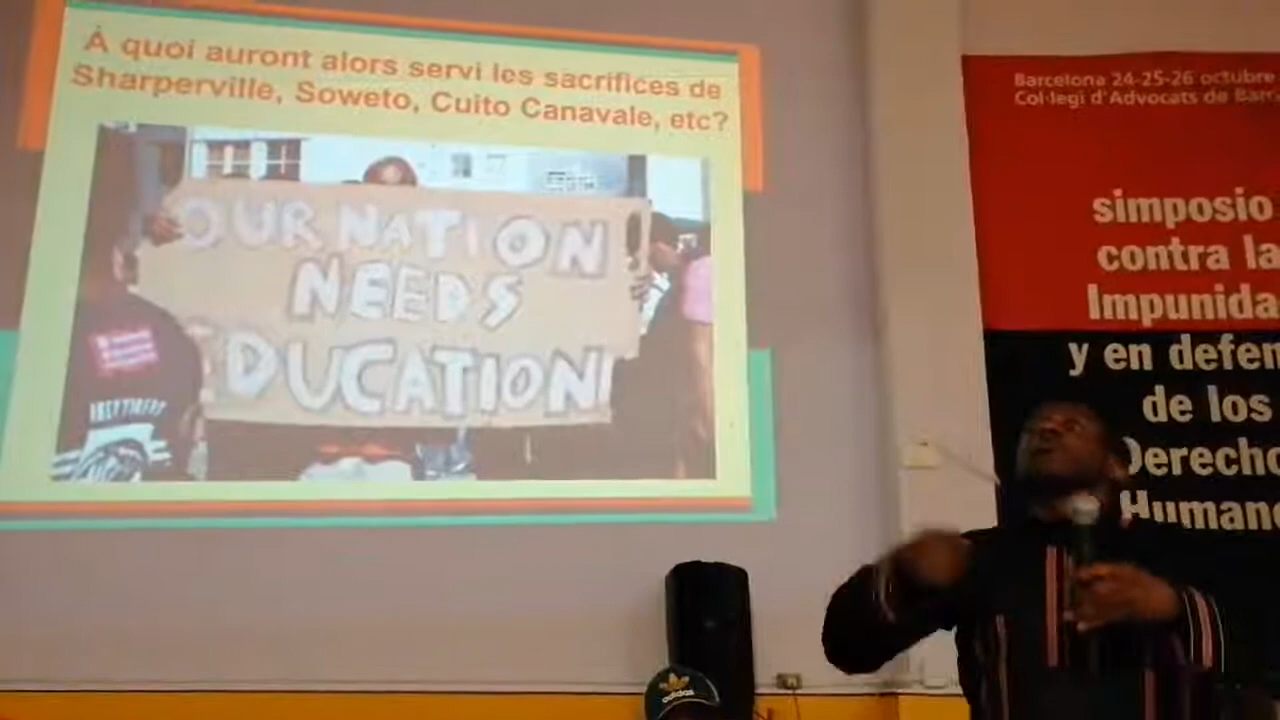 À quoi auront alors servi les sacrifices de
Sharperville, Soweto, Cuito Canavale, etc?
OUR NATION
NEEDS
EDUCATION!
Barcelona 24-25-26 octubre
Col·legi d'Advocats de Barc
simposio
contra la
Impunida
y en defen
de los
Derecho
Humano
adidas